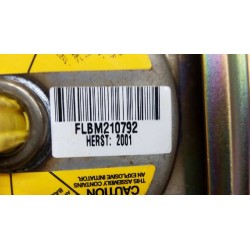 FLBM210792
HERST: 2001
CAUTION
THIS ASSEMBLY CONTAINS
AN EXPLOSIVE INITIATOR.